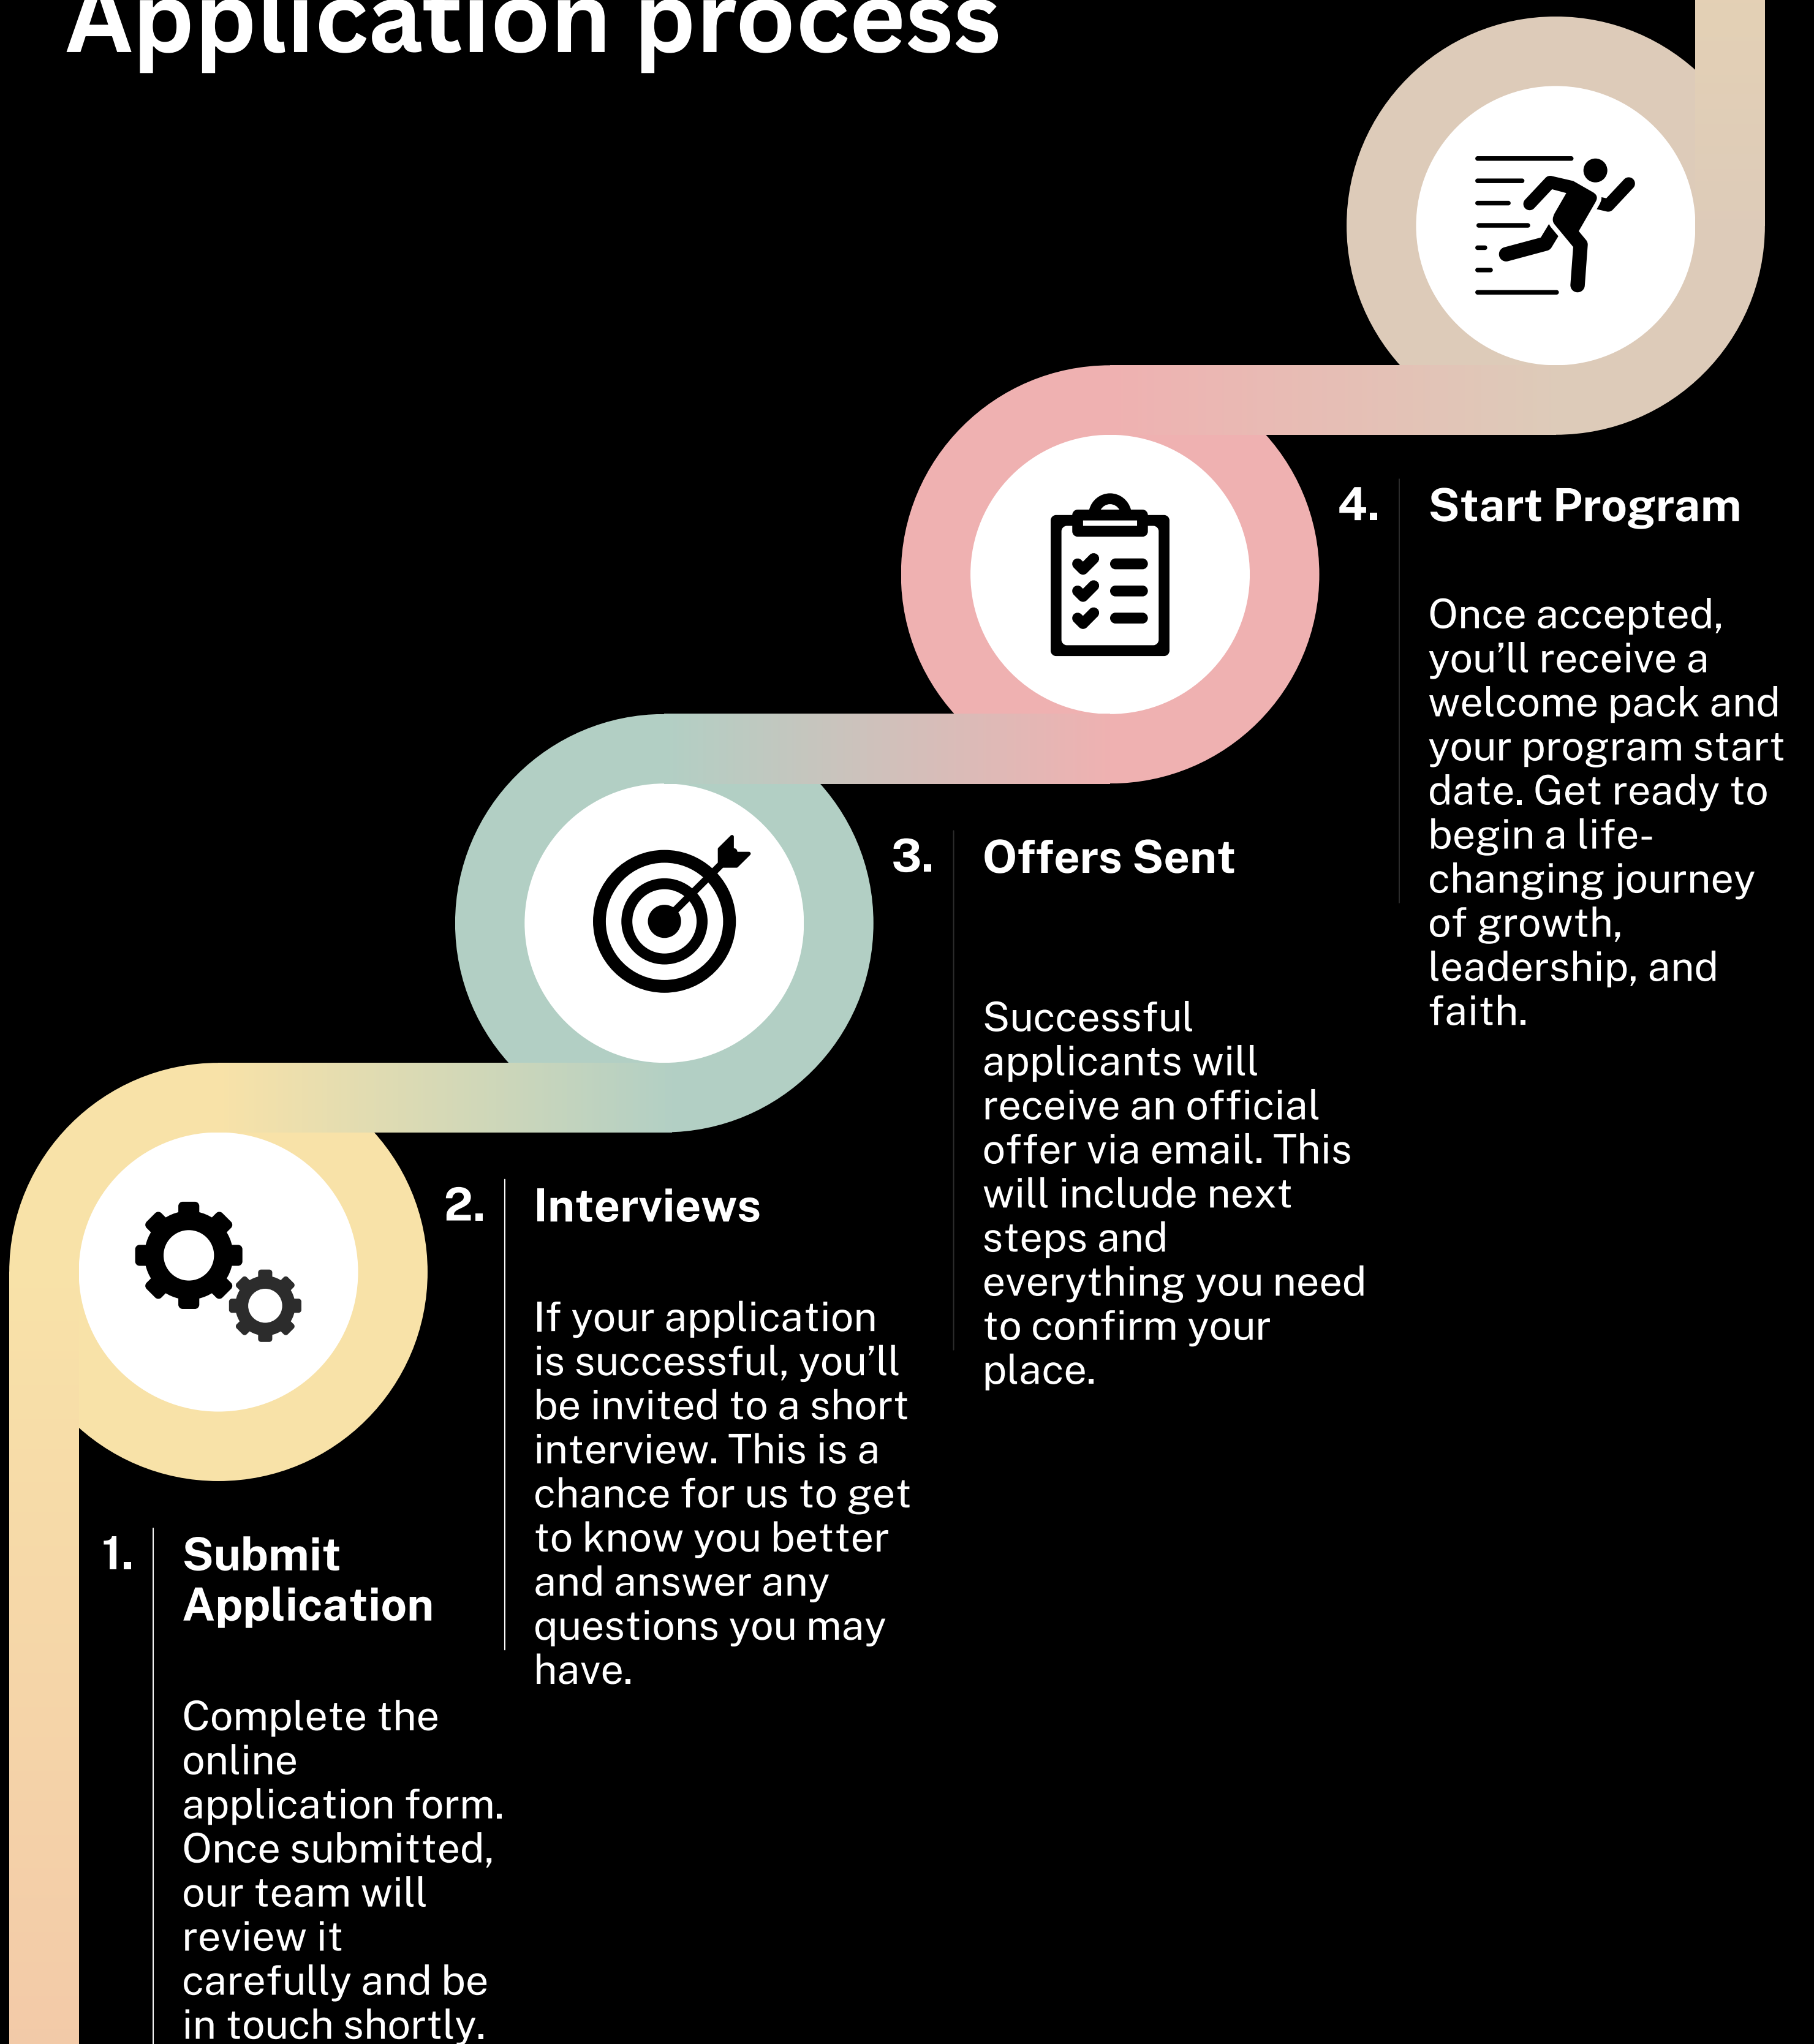 Application process
4.
Start Program
Once accepted,
you’ll receive a
welcome pack and
your program start
date. Get ready to
begin a life-
changing journey
of growth,
leadership, and
faith.
3.
Offers Sent
Successful
applicants will
receive an official
offer via email. This
will include next
steps and
everything you need
to confirm your
place.
2.
Interviews
If your application
is successful, you’ll
be invited to a short
interview. This is a
chance for us to get
to know you better
and answer any
questions you may
have.
1.
Submit
Application
Complete the
online
application form.
Once submitted,
our team will
review it
carefully and be
in touch shortly.